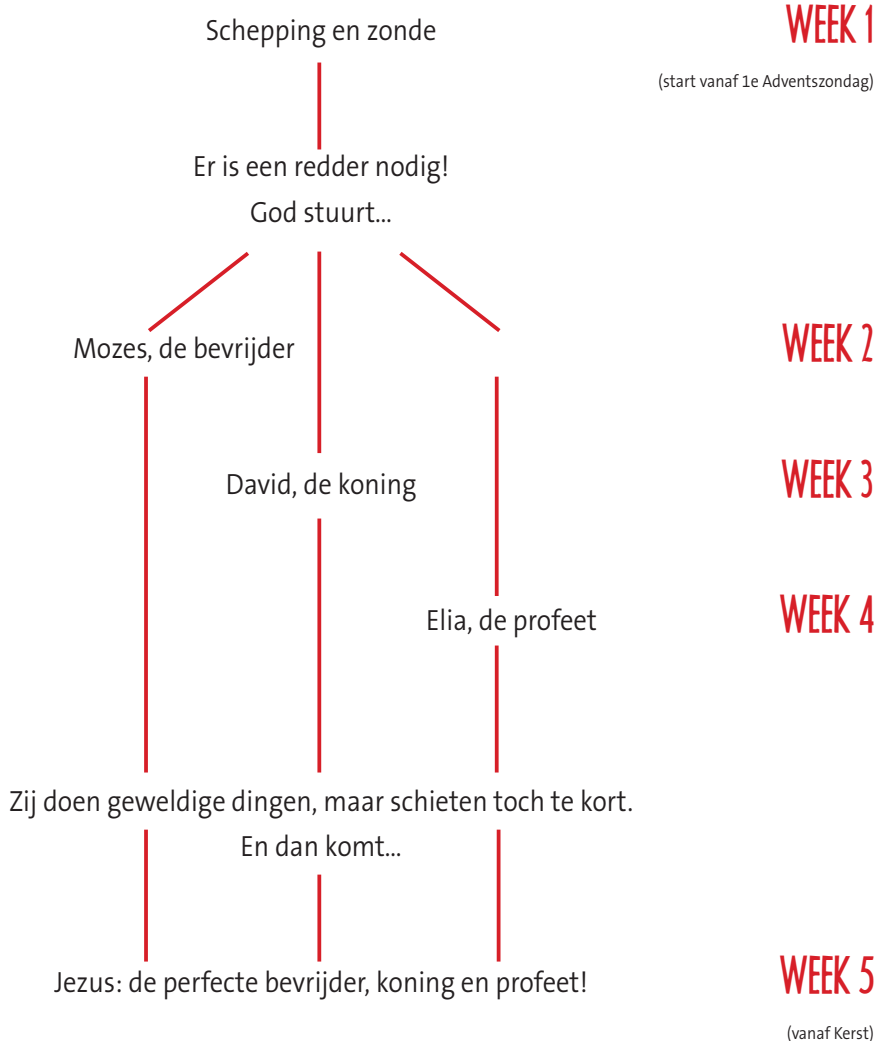 Schepping en zonde
WEEK 1
(start vanaf 1e Adventszondag)
Er is een redder nodig!
God stuurt...
Mozes, de bevrijder
WEEK 2
David, de koning
WEEK 3
Elia, de profeet
WEEK 4
Zij doen geweldige dingen, maar schieten toch te kort.
En dan komt...
Jezus: de perfecte bevrijder, koning en profeet!
WEEK 5
(vanaf Kerst)